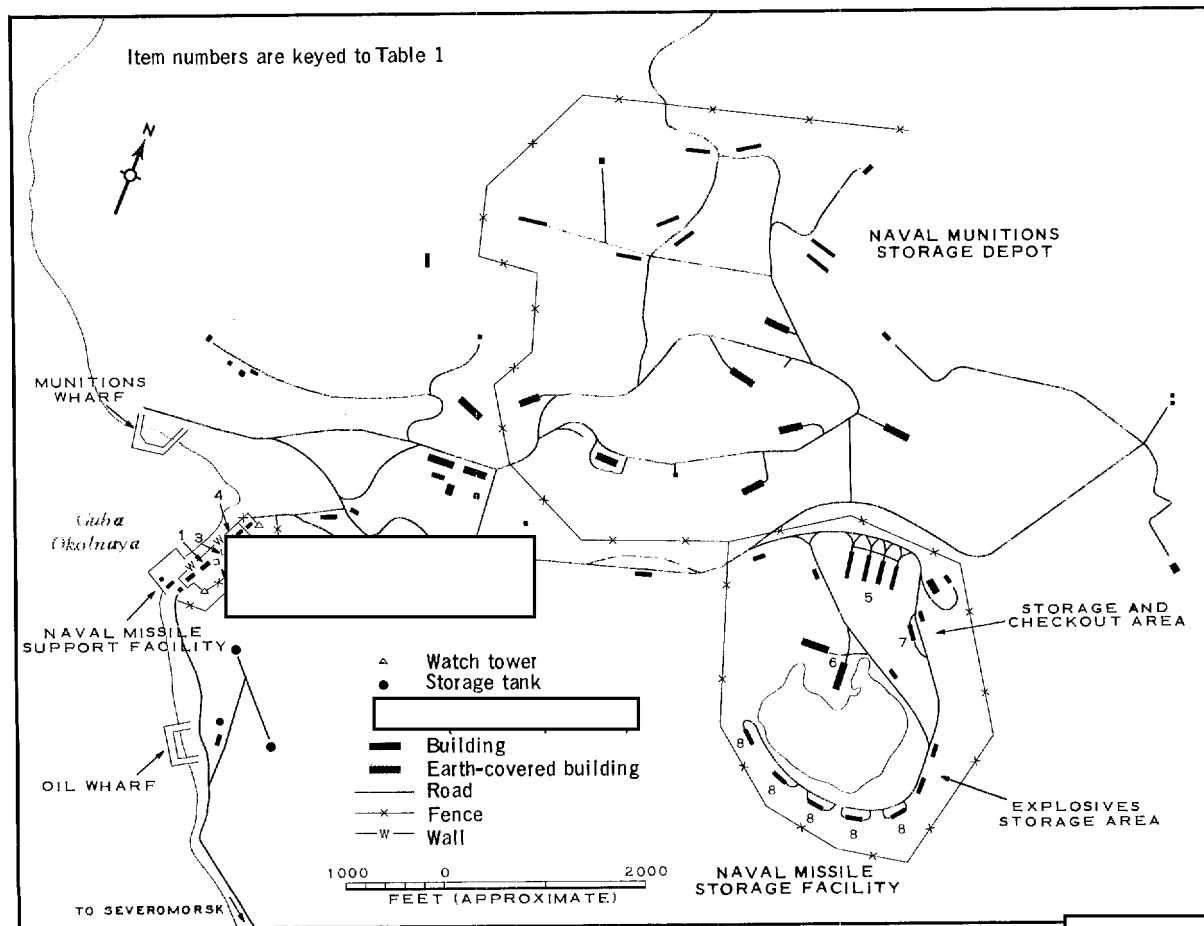 Item numbers are keyed to Table 1
N
NAVAL MUNITIONS
STORAGE DEPOT
MUNITIONS
WHARF
Guba
Okolnaya
4
3
1
W
W
NAVAL MISSILE
SUPPORT FACILITY
5
7
6
STORAGE AND
CHECKOUT AREA
Watch tower
Storage tank
Building
Earth-covered building
Road
Fence
W Wall
OIL WHARF
8
8
8
8
8
EXPLOSIVES
STORAGE AREA
1000 0 2000
FEET (APPROXIMATE)
NAVAL MISSILE
STORAGE FACILITY
TO SEVEROMORSK